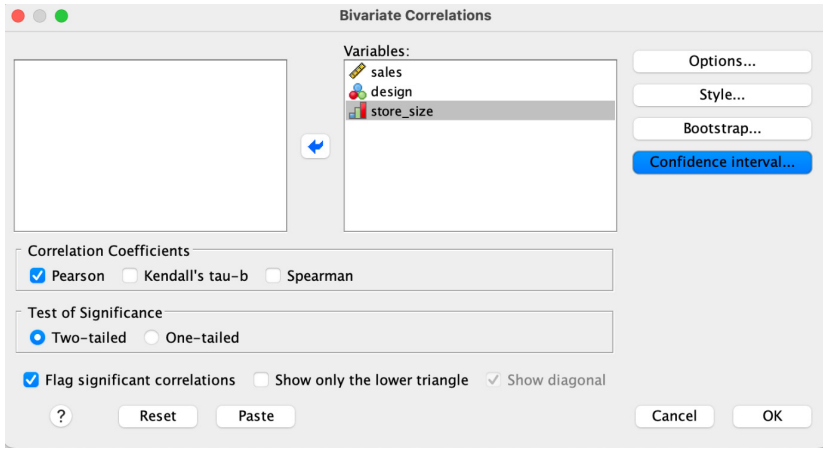 Bivariate Correlations
Variables:
sales
design
store_size
Options...
Style...
Bootstrap...
Confidence interval...
Correlation Coefficients
Pearson Kendall's tau-b Spearman
Test of Significance
Two-tailed One-tailed
Flag significant correlations Show only the lower triangle Show diagonal
? Reset Paste Cancel OK